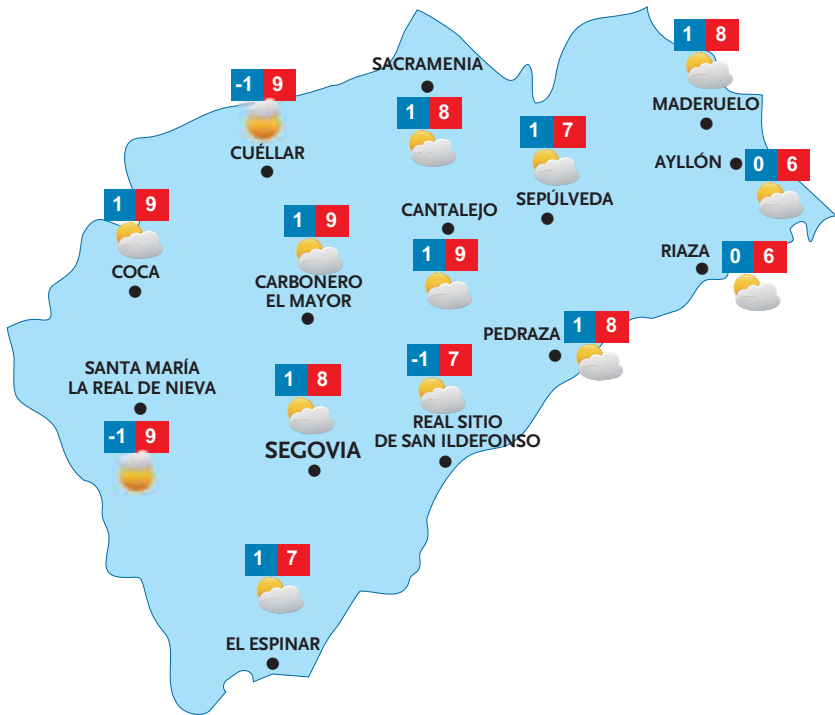 1 8
MADERUELO
SACRAMENIA
1 8
-1 9
CUÉLLAR
1 7
SEPÚLVEDA
AYLLÓN
0 6
1 9
COCA
1 9
CARBONERO
EL MAYOR
CANTALEJO
1 9
RIAZA
0 6
PEDRAZA
1 8
SANTA MARÍA
LA REAL DE NIEVA
-1 9
1 8
SEGOVIA
-1 7
REAL SITIO
DE SAN ILDEFONSO
1 7
EL ESPINAR